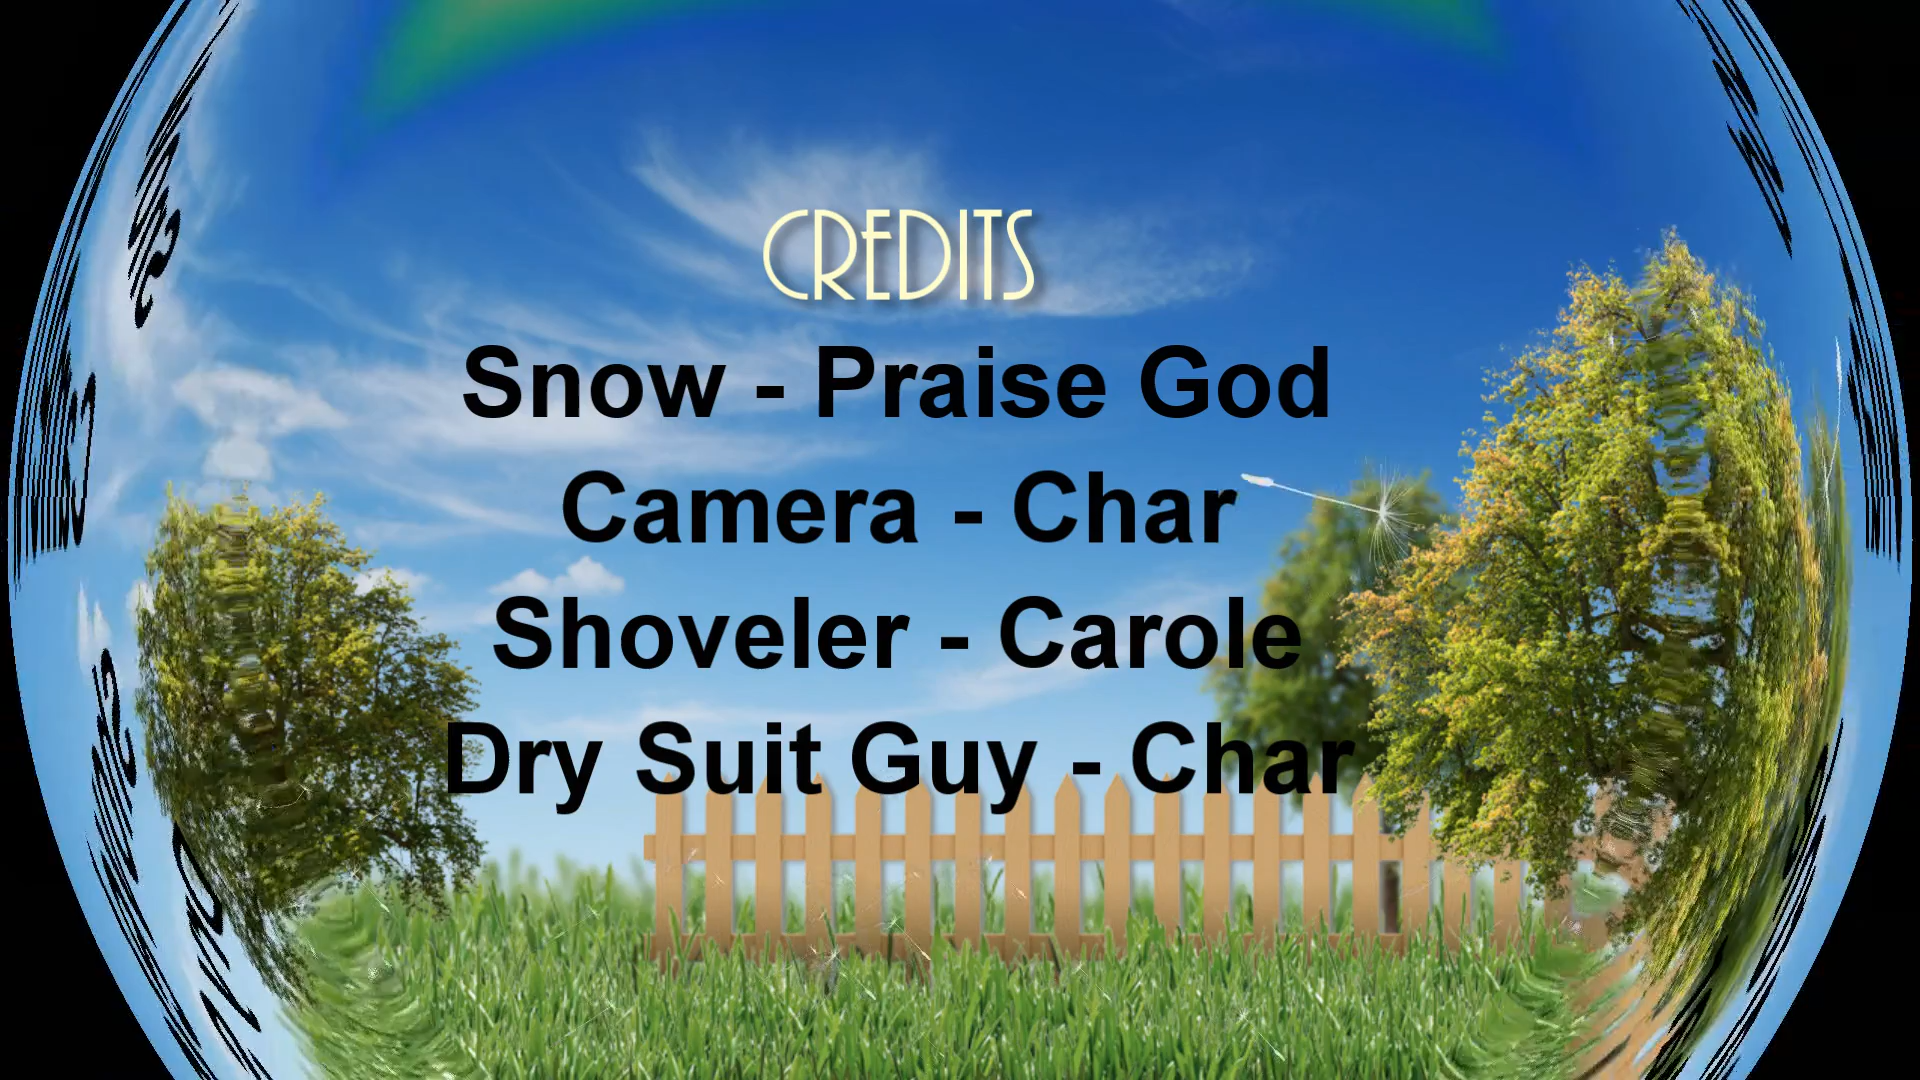 CREDITS
Snow - Praise God
Camera - Char
Shoveler - Carole
Dry Suit Guy - Char